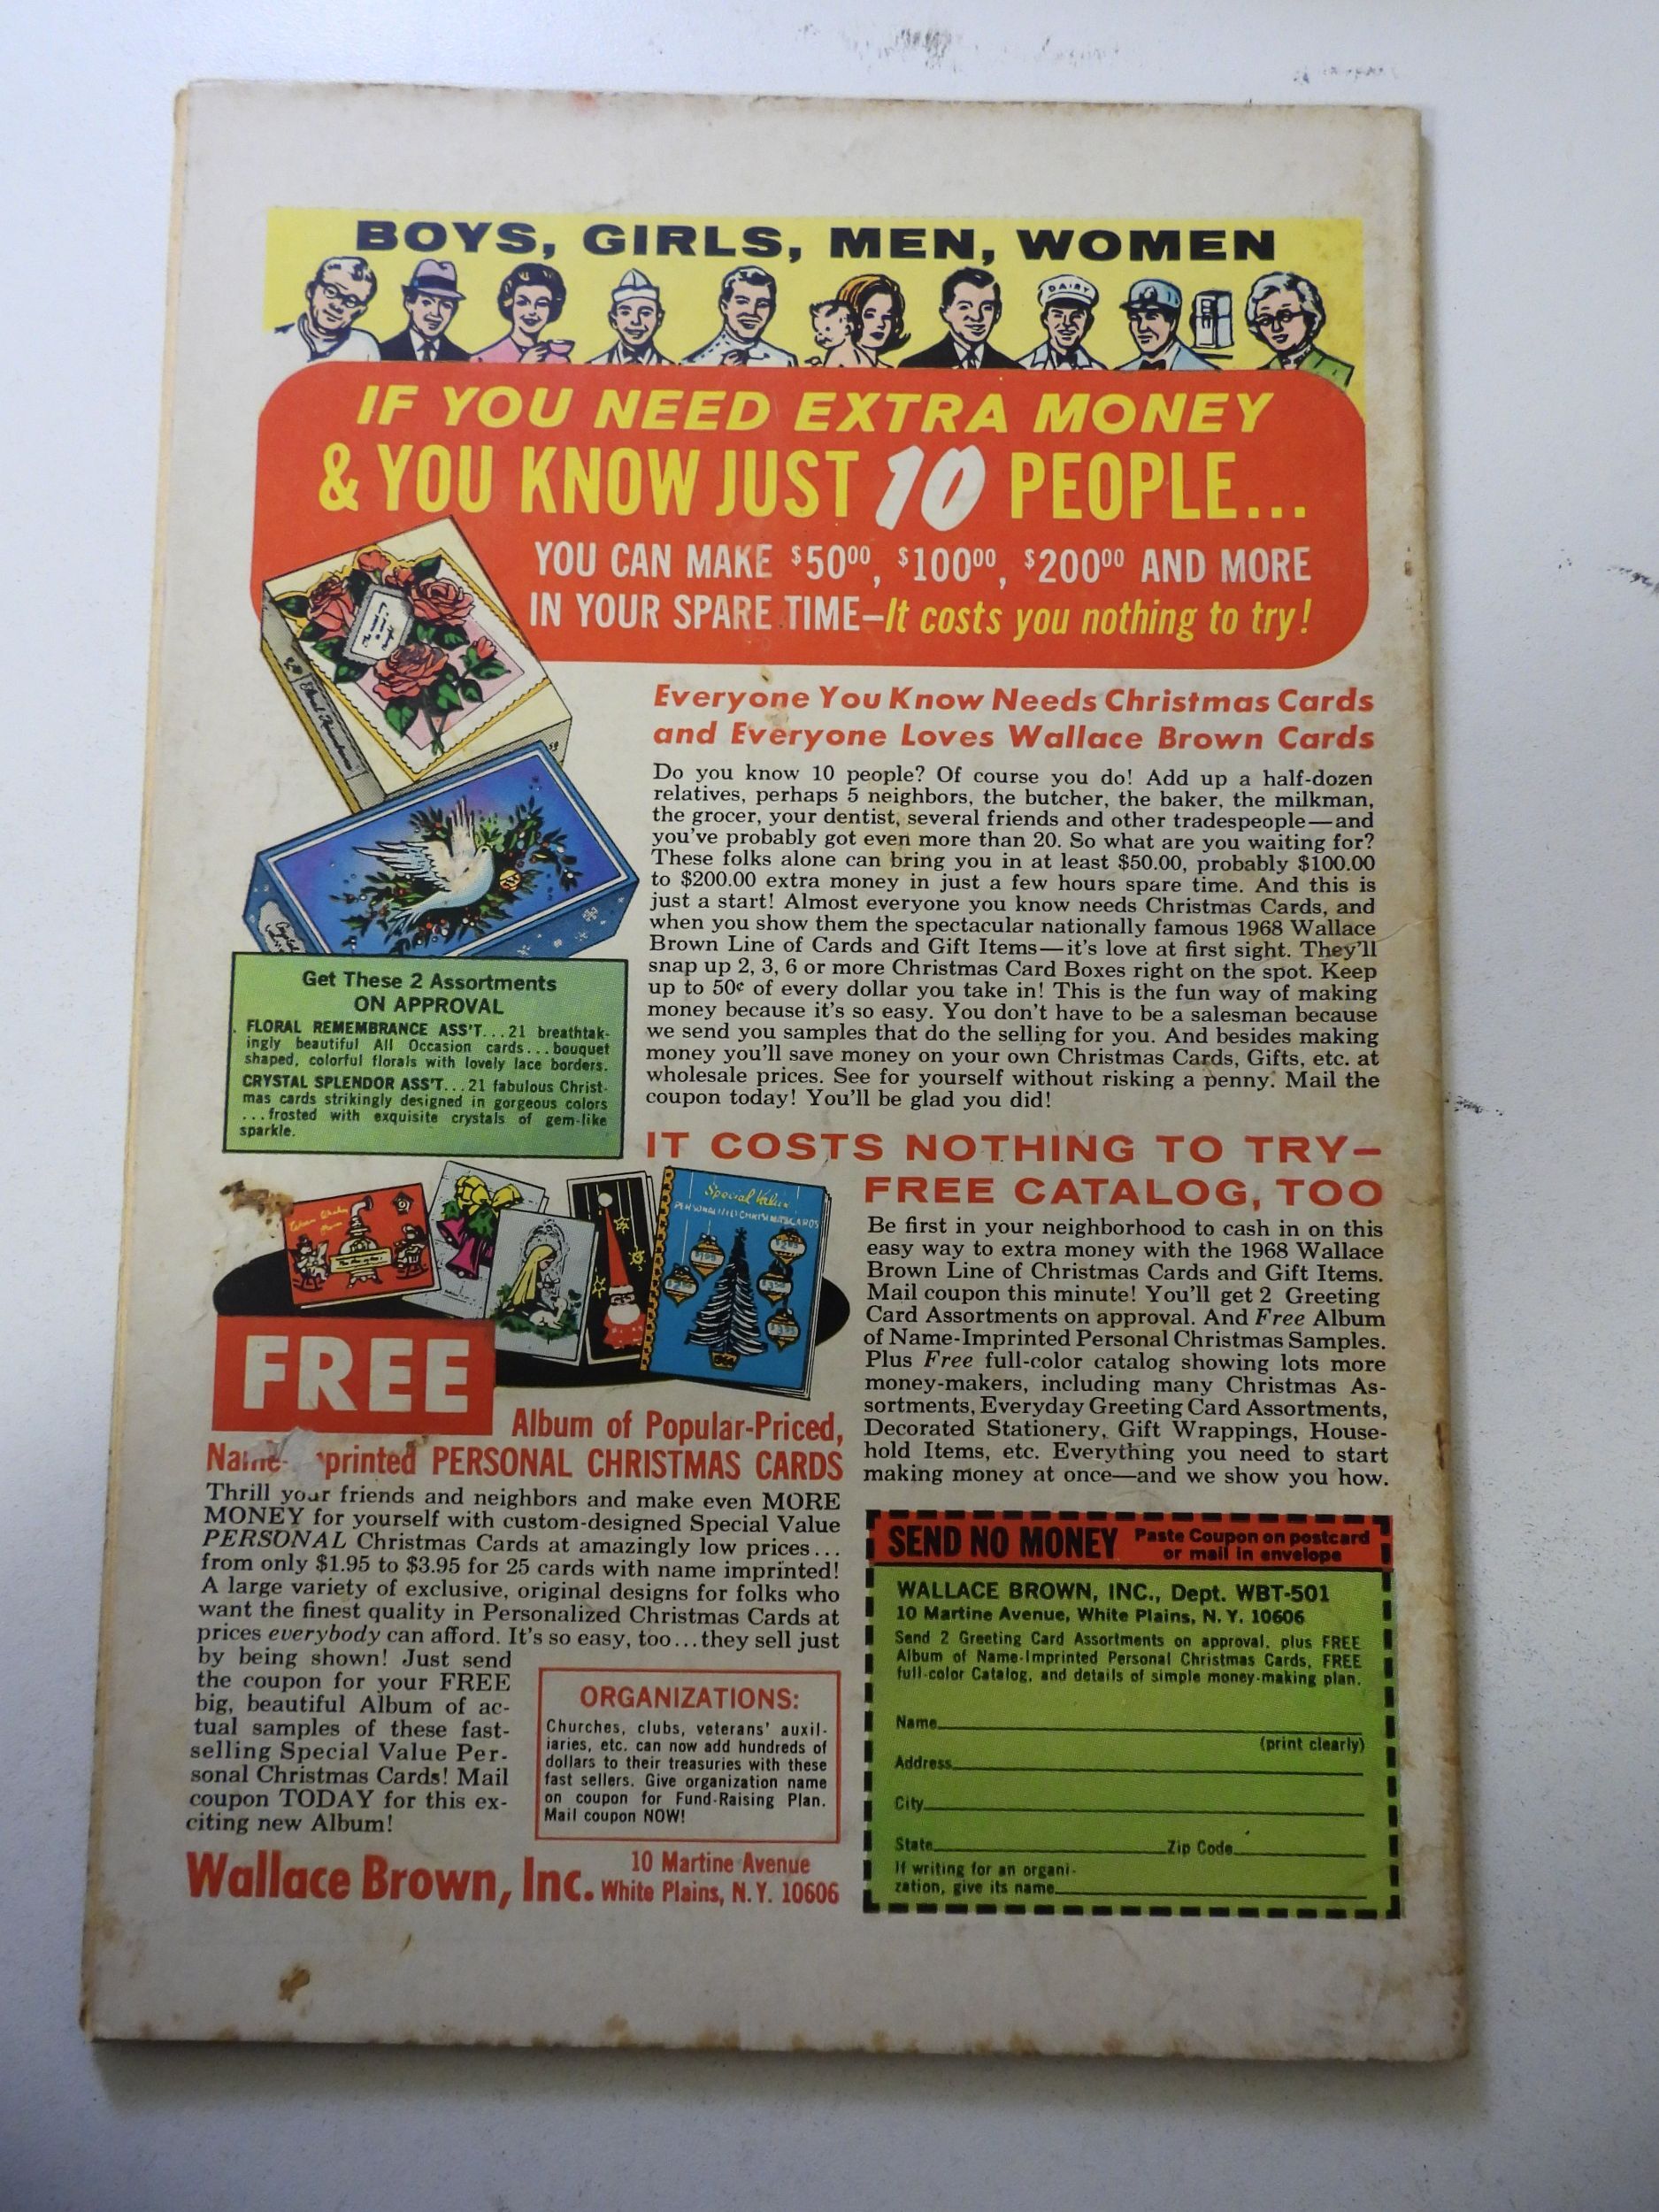 BOYS, GIRLS, MEN, WOMEN
DAIRY
IF YOU NEED EXTRA MONEY
& YOU KNOW JUST 10 PEOPLE...
YOU CAN MAKE $50⁰⁰, $100⁰⁰, $200⁰⁰ AND MORE
IN YOUR SPARE TIME—It costs you nothing to try!
Everyone You Know Needs Christmas Cards
and Everyone Loves Wallace Brown Cards
Do you know 10 people? Of course you do! Add up a half-dozen
relatives, perhaps 5 neighbors, the butcher, the baker, the milkman,
the grocer, your dentist, several friends and other tradespeople—and
you've probably got even more than 20. So what are you waiting for?
These folks alone can bring you in at least $50.00, probably $100.00
to $200.00 extra money in just a few hours spare time. And this is
just a start! Almost everyone you know needs Christmas Cards, and
when you show them the spectacular nationally famous 1968 Wallace
Brown Line of Cards and Gift Items—it's love at first sight. They'll
snap up 2, 3, 6 or more Christmas Card Boxes right on the spot. Keep
up to 50¢ of every dollar you take in! This is the fun way of making
money because it's so easy. You don't have to be a salesman because
we send you samples that do the selling for you. And besides making
money you'll save money on your own Christmas Cards, Gifts, etc. at
wholesale prices. See for yourself without risking a penny. Mail the
coupon today! You'll be glad you did!
Get These 2 Assortments
ON APPROVAL
FLORAL REMEMBRANCE ASS'T...21 breathtak-
ingly beautiful All Occasion cards...bouquet
shaped, colorful florals with lovely lace borders.
CRYSTAL SPLENDOR ASS'T...21 fabulous Christ-
mas cards strikingly designed in gorgeous colors
...frosted with exquisite crystals of gem-like
sparkle.
IT COSTS NOTHING TO TRY—
FREE CATALOG, TOO
Be first in your neighborhood to cash in on this
easy way to extra money with the 1968 Wallace
Brown Line of Christmas Cards and Gift Items.
Mail coupon this minute! You'll get 2 Greeting
Card Assortments on approval. And Free Album
of Name-Imprinted Personal Christmas Samples.
Plus Free full-color catalog showing lots more
money-makers, including many Christmas As-
sortments, Everyday Greeting Card Assortments,
Decorated Stationery, Gift Wrappings, House-
hold Items, etc. Everything you need to start
making money at once—and we show you how.
Special Value
PERSONALIZED CHRISTMAS CARDS
FREE
Album of Popular-Priced,
Name- printed PERSONAL CHRISTMAS CARDS
Thrill your friends and neighbors and make even MORE
MONEY for yourself with custom-designed Special Value
PERSONAL Christmas Cards at amazingly low prices...
from only $1.95 to $3.95 for 25 cards with name imprinted!
A large variety of exclusive, original designs for folks who
want the finest quality in Personalized Christmas Cards at
prices everybody can afford. It's so easy, too...they sell just
by being shown! Just send
the coupon for your FREE
big, beautiful Album of ac-
tual samples of these fast-
selling Special Value Per-
sonal Christmas Cards! Mail
coupon TODAY for this ex-
citing new Album!
ORGANIZATIONS:
Churches, clubs, veterans' auxil-
iaries, etc. can now add hundreds of
dollars to their treasuries with these
fast sellers. Give organization name
on coupon for Fund-Raising Plan.
Mail coupon NOW!
Wallace Brown, Inc. 10 Martine Avenue
White Plains, N.Y. 10606
SEND NO MONEY Paste Coupon on postcard
or mail in envelope
WALLACE BROWN, INC., Dept. WBT-501
10 Martine Avenue, White Plains, N. Y. 10606
Send 2 Greeting Card Assortments on approval, plus FREE
Album of Name-Imprinted Personal Christmas Cards, FREE
full-color Catalog, and details of simple money-making plan.
Name
(print clearly)
Address
City
State Zip Code
If writing for an organi-
zation, give its name